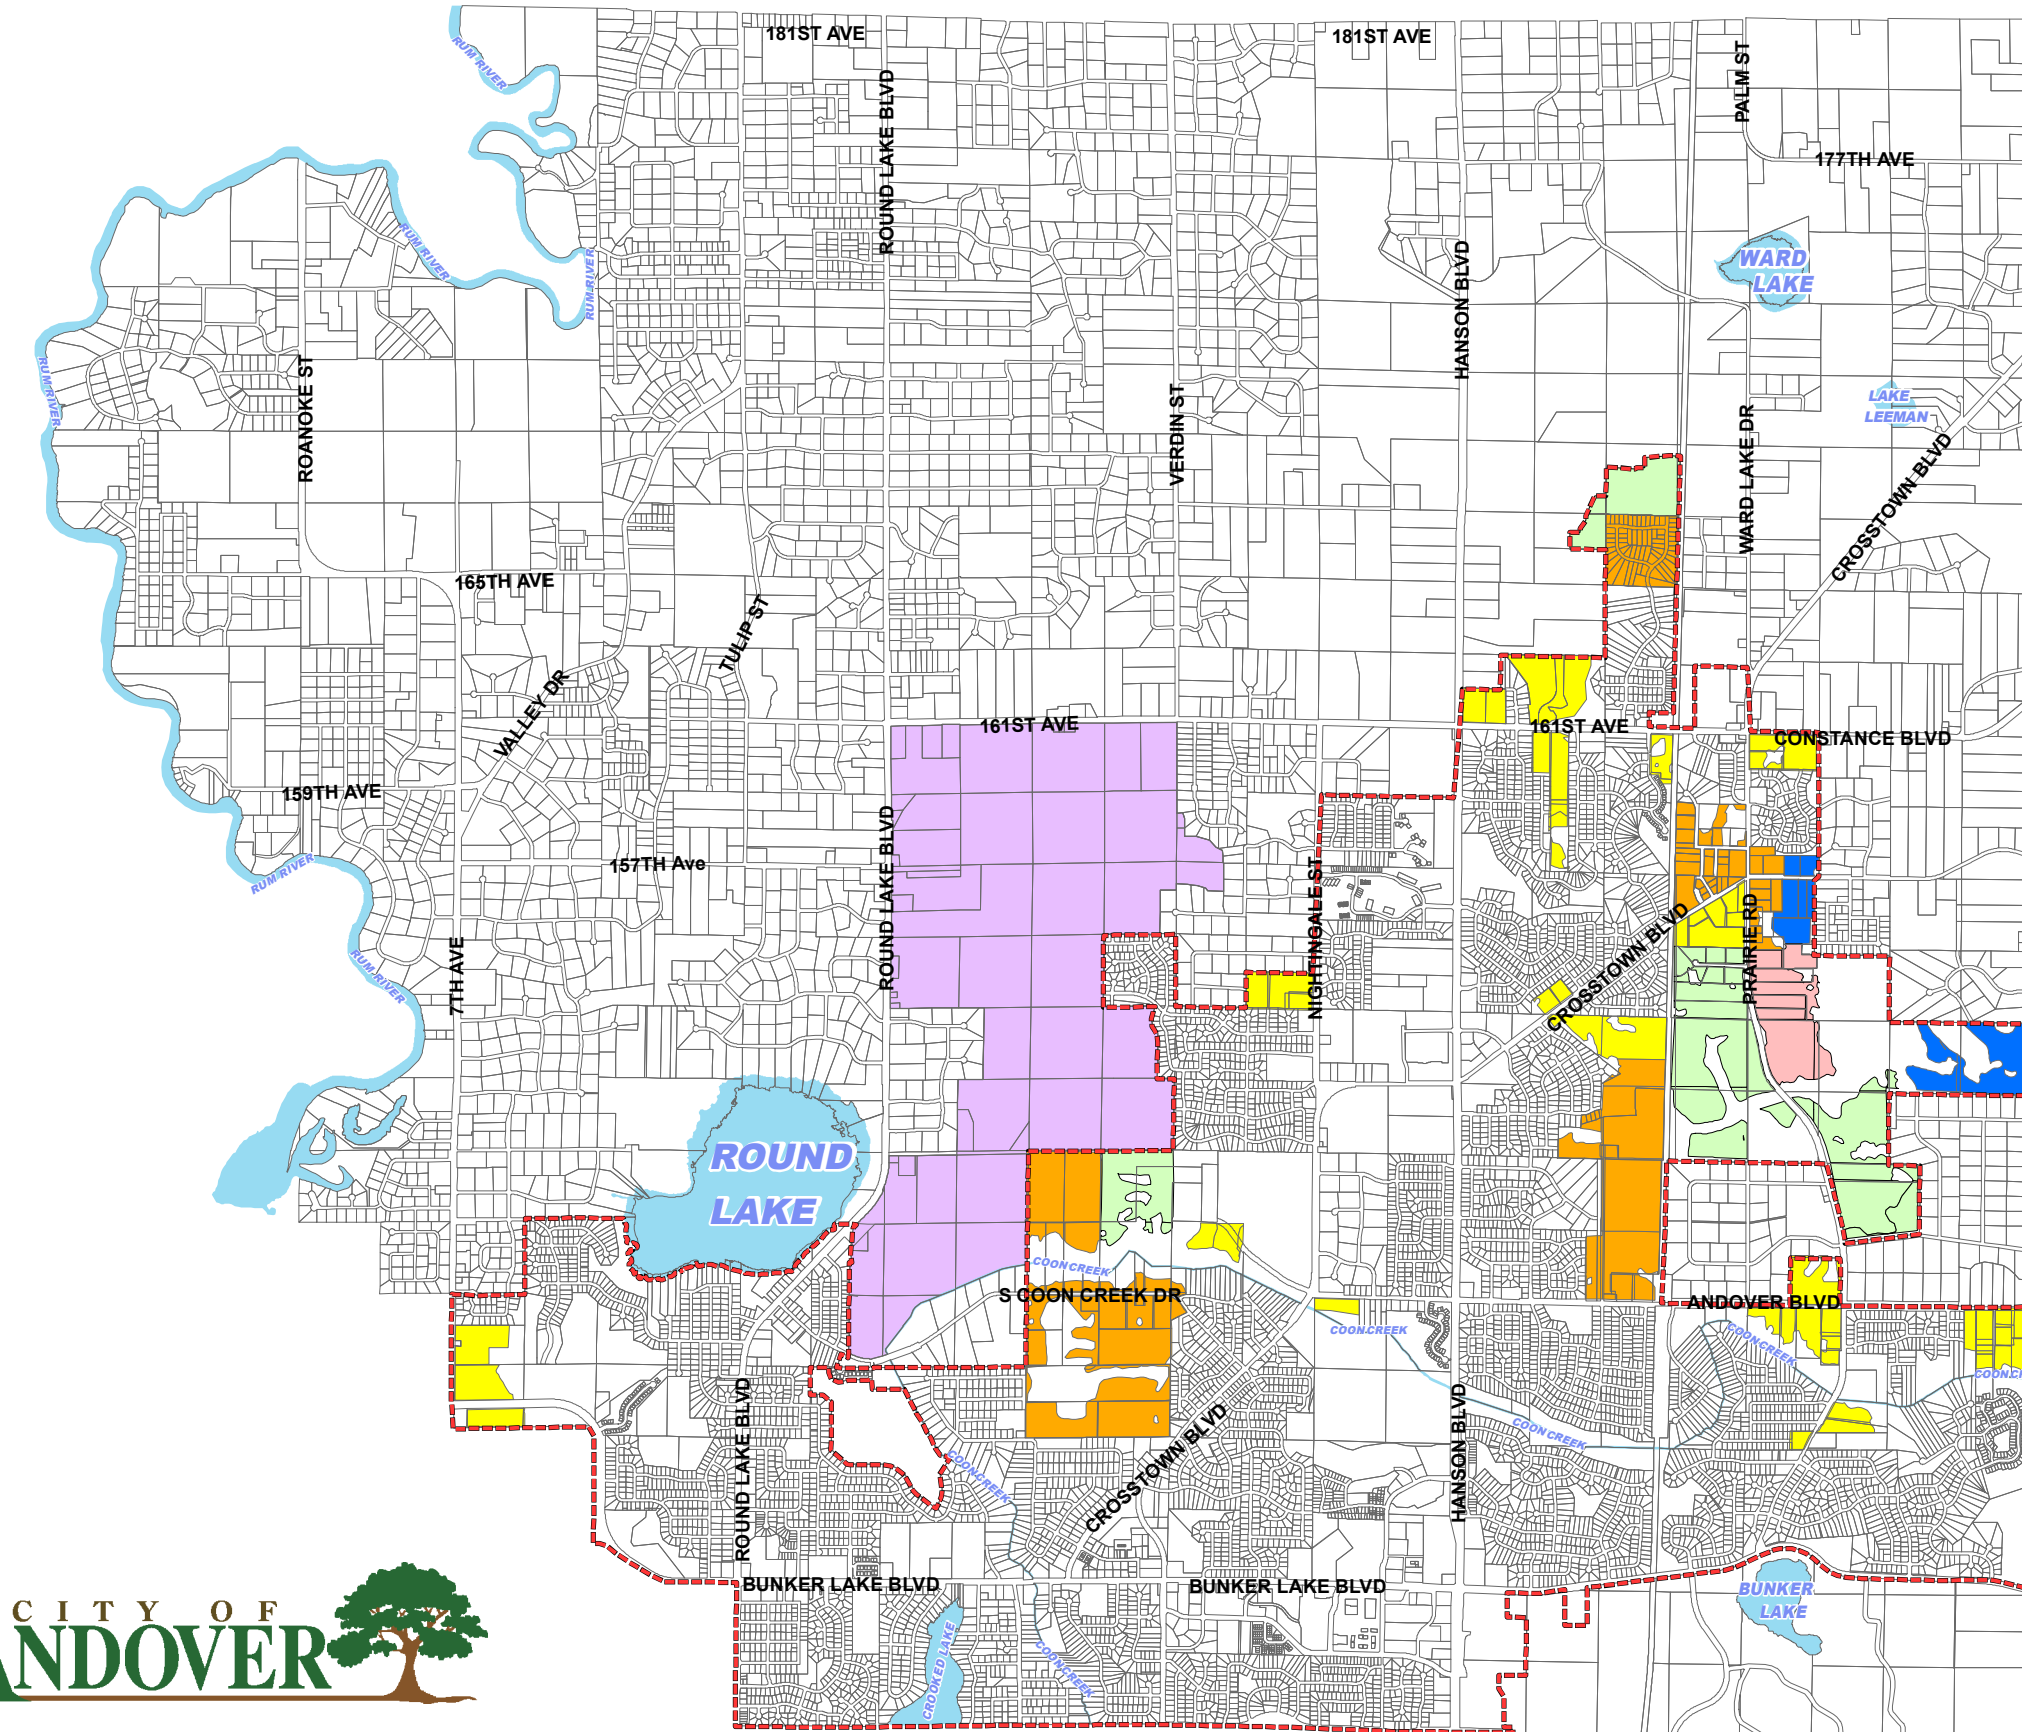 181ST AVE
181ST AVE
RUM RIVER
PALM ST
ROUND LAKE BLVD
177TH AVE
RUM RIVER
RUM RIVER
HANSON BLVD
WARD
LAKE
RUM RIVER
ROANOKE ST
VERDIN ST
LAKE
LEEMAN
WARD LAKE DR
CROSSTOWN BLVD
165TH AVE
TULIP ST
VALLEY DR
161ST AVE
161ST AVE
CONSTANCE BLVD
159TH AVE
157TH Ave
ROUND LAKE BLVD
RUM RIVER
NIGHTINGALE ST
CROSSTOWN BLVD
PRAIRIE RD
7TH AVE
RUM RIVER
ROUND
LAKE
COON CREEK
S COON CREEK DR
ANDOVER BLVD
COON CREEK
COON CREEK
COON C
ROUND LAKE BLVD
HANSON BLVD
CROSSTOWN BLVD
COON CREEK
COON CREEK
BUNKER LAKE BLVD
BUNKER LAKE BLVD
BUNKER
LAKE
CROOKED LAKE
COON CREEK
CITY OF
NDOVER